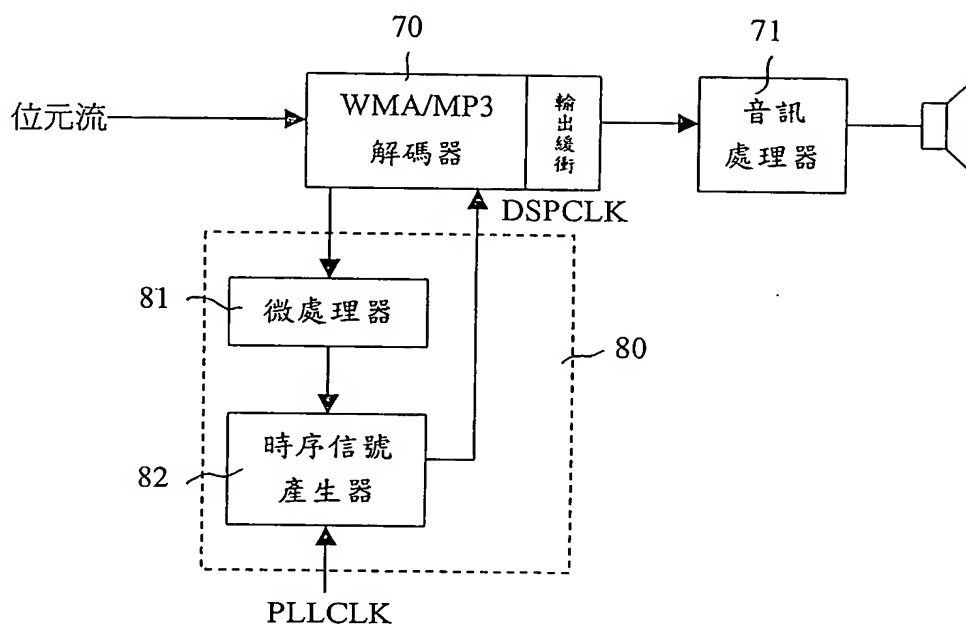 70
71
位元流
WMA/MP3
解碼器
輸出緩衝
音訊
處理器
DSPCLK
81
微處理器
80
82
時序信號
產生器
PLLCLK